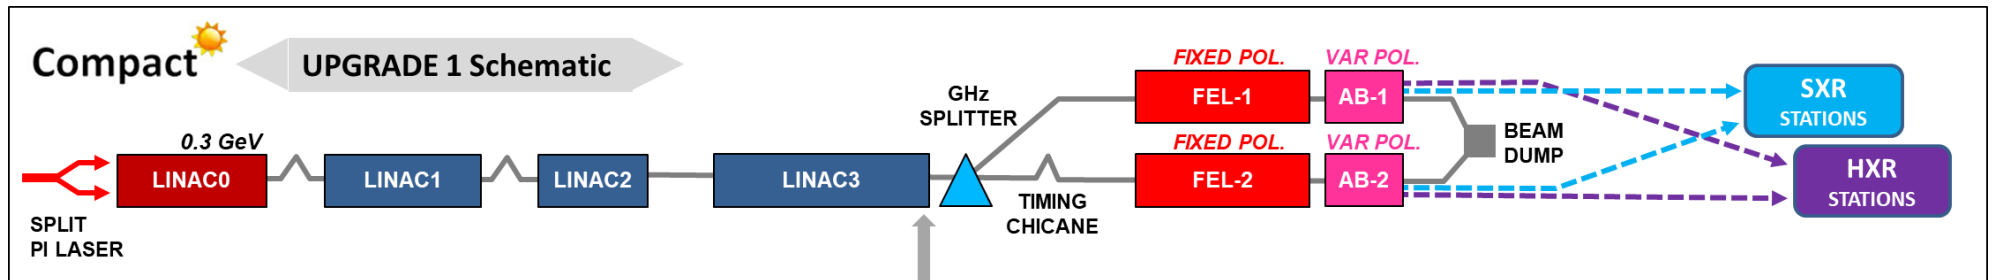 Compact
UPGRADE 1 Schematic
SPLIT
PI LASER
0.3 GeV
LINAC0
LINAC1
LINAC2
LINAC3
GHz
SPLITTER
TIMING
CHICANE
FIXED POL.
FEL-1
VAR POL.
AB-1
FIXED POL.
FEL-2
VAR POL.
AB-2
BEAM
DUMP
SXR
STATIONS
HXR
STATIONS